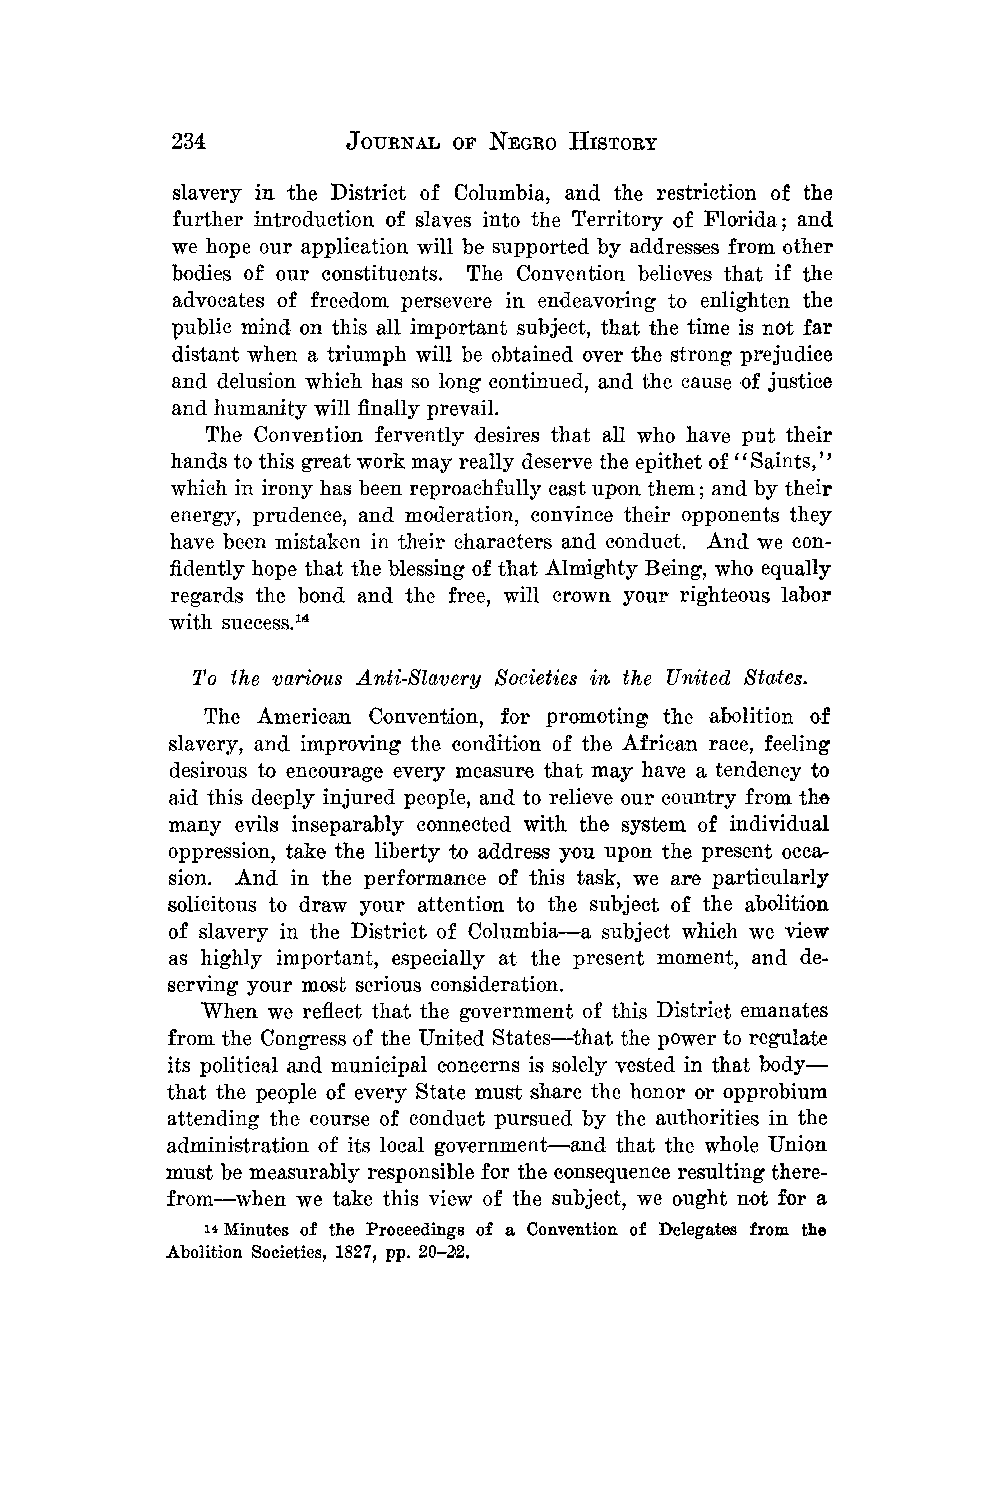 234 JOURNAL OF NEGRO HISTORY
slavery in the District of Columbia, and the restriction of the
further introduction of slaves into the Territory of Florida; and
we hope our application will be supported by addresses from other
bodies of our constituents. The Convention believes that if the
advocates of freedom persevere in endeavoring to enlighten the
public mind on this all important subject, that the time is not far
distant when a triumph will be obtained over the strong prejudice
and delusion which has so long continued, and the cause of justice
and humanity will finally prevail.
The Convention fervently desires that all who have put their
hands to this great work may really deserve the epithet of "Saints,"
which in irony has been reproachfully cast upon them; and by their
energy, prudence, and moderation, convince their opponents they
have been mistaken in their characters and conduct. And we con-
fidently hope that the blessing of that Almighty Being, who equally
regards the bond and the free, will crown your righteous labor
with success.14
To the various Anti-Slavery Societies in the United States.
The American Convention, for promoting the abolition of
slavery, and improving the condition of the African race, feeling
desirous to encourage every measure that may have a tendency to
aid this deeply injured people, and to relieve our country from the
many evils inseparably connected with the system of individual
oppression, take the liberty to address you upon the present occa-
sion. And in the performance of this task, we are particularly
solicitous to draw your attention to the subject of the abolition
of slavery in the District of Columbia—a subject which we view
as highly important, especially at the present moment, and de-
serving your most serious consideration.
When we reflect that the government of this District emanates
from the Congress of the United States—that the power to regulate
its political and municipal concerns is solely vested in that body—
that the people of every State must share the honor or opprobium
attending the course of conduct pursued by the authorities in the
administration of its local government—and that the whole Union
must be measurably responsible for the consequence resulting there-
from—when we take this view of the subject, we ought not for a
14 Minutes of the Proceedings of a Convention of Delegates from the
Abolition Societies, 1827, pp. 20–22.